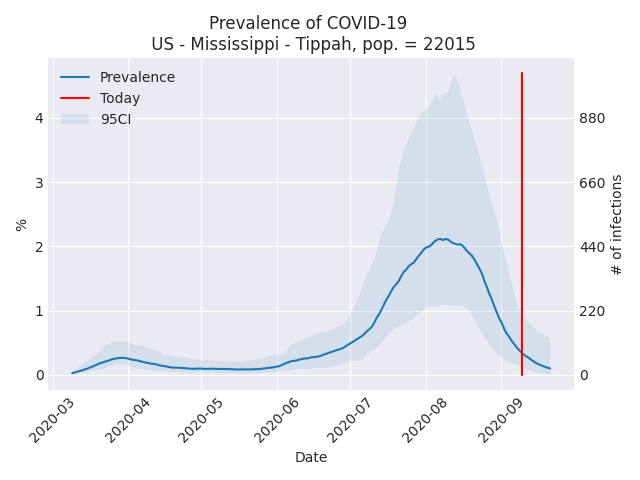 Prevalence of COVID-19
US - Mississippi - Tippah, pop. = 22015
Prevalence
Today
95CI
4
3
2
1
0
%
880
660
440
220
0
# of infections
2020-03
2020-04
2020-05
2020-06
2020-07
2020-08
2020-09
Date